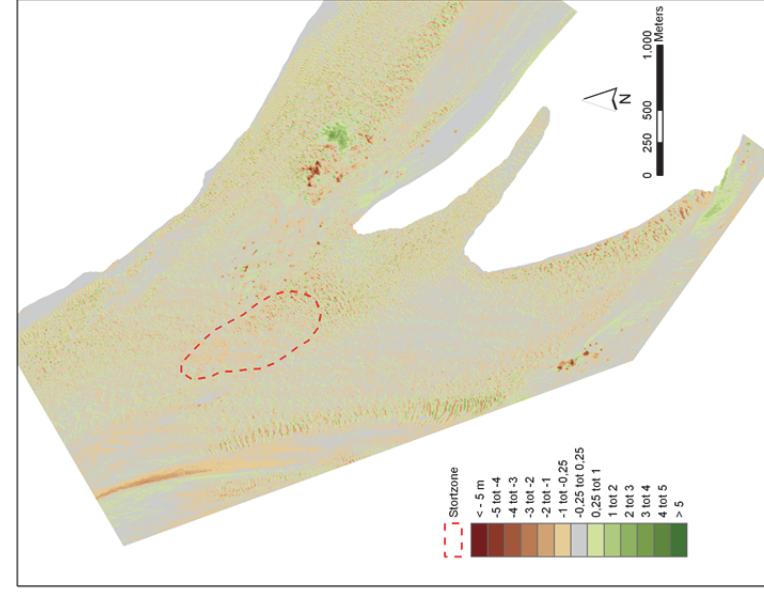 Stortzone
< - 5 m
-5 tot -4
-4 tot -3
-3 tot -2
-2 tot -1
-1 tot -0,25
-0,25 tot 0,25
0,25 tot 1
1 tot 2
2 tot 3
3 tot 4
4 tot 5
> 5
N
0 250 500 1.000
Meters